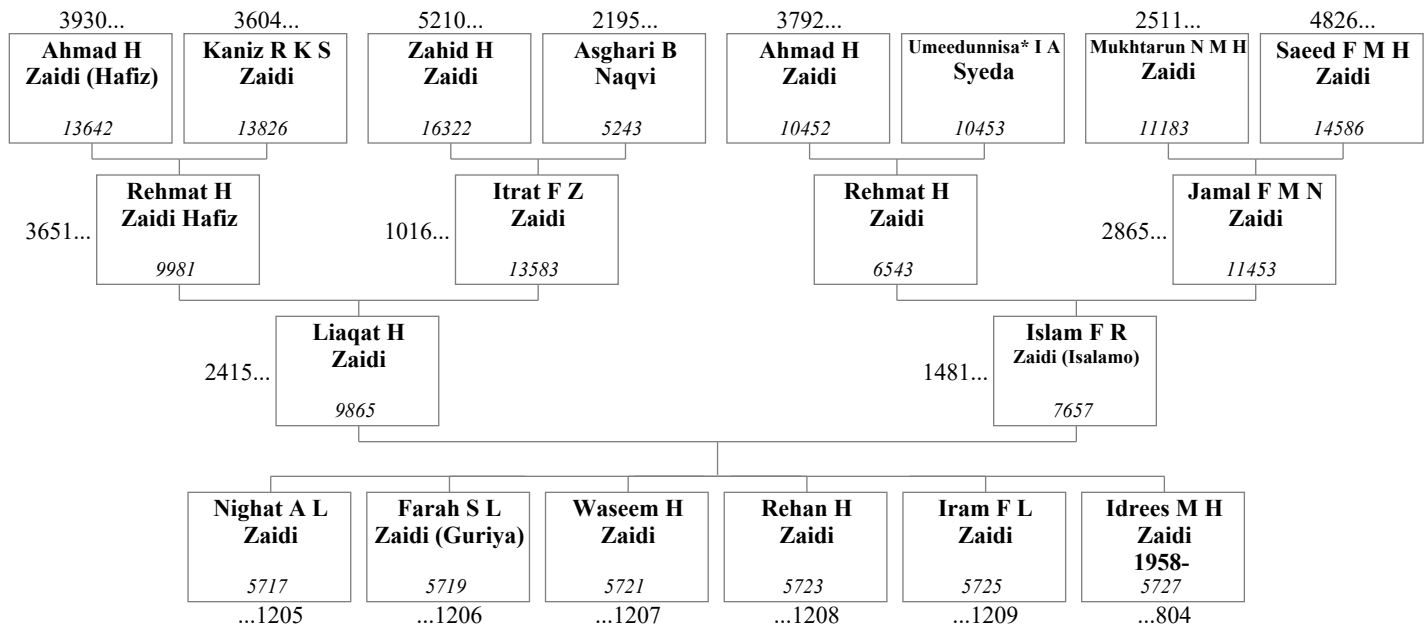 3930...
3604...
5210...
2195...
3792...
2511...
4826...
Ahmad H
Zaidi (Hafiz)
13642
Kaniz R K S
Zaidi
13826
Zahid H
Zaidi
16322
Asghari B
Naqvi
5243
Ahmad H
Zaidi
10452
Umeedunnisa* I A
Syeda
10453
Mukhtarun N M H
Zaidi
11183
Saeed F M H
Zaidi
14586
3651...
Rehmat H
Zaidi Hafiz
9981
1016...
Itrat F Z
Zaidi
13583
Rehmat H
Zaidi
6543
2865...
Jamal F M N
Zaidi
11453
2415...
Liaqat H
Zaidi
9865
1481...
Islam F R
Zaidi (Isalamo)
7657
Nighat A L
Zaidi
5717
...1205
Farah S L
Zaidi (Guriya)
5719
...1206
Waseem H
Zaidi
5721
...1207
Rehan H
Zaidi
5723
...1208
Iram F L
Zaidi
5725
...1209
Idrees M H
Zaidi
1958-
5727
...804